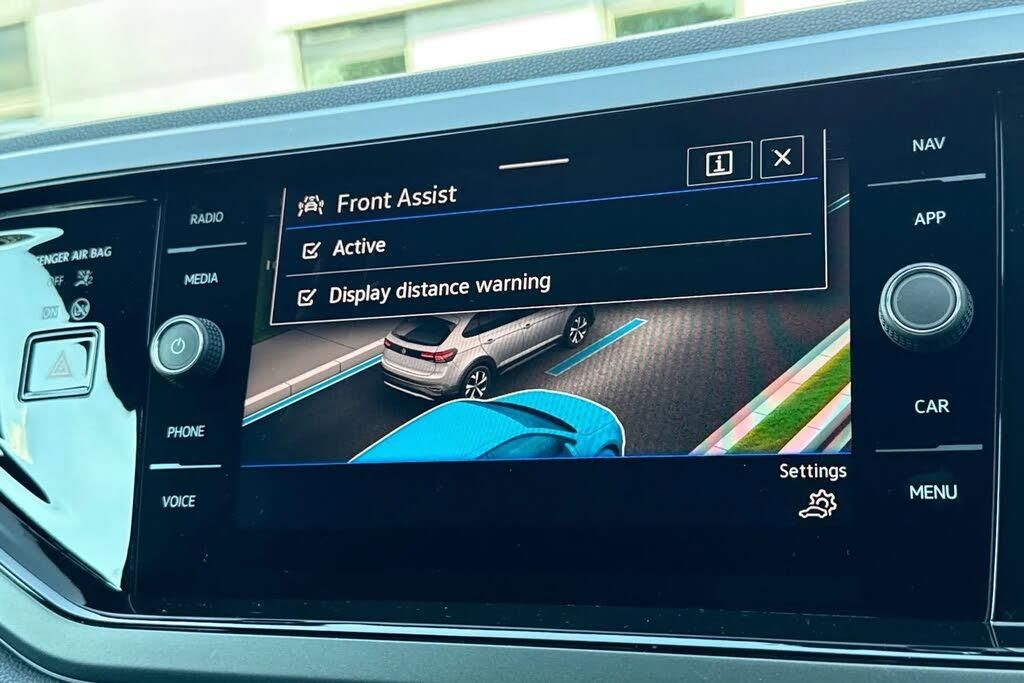 NAV
RADIO
Front Assist
APP
ENGER AIR BAG
Active
MEDIA
OFF
Display distance warning
ON
CAR
PHONE
Settings
VOICE
MENU